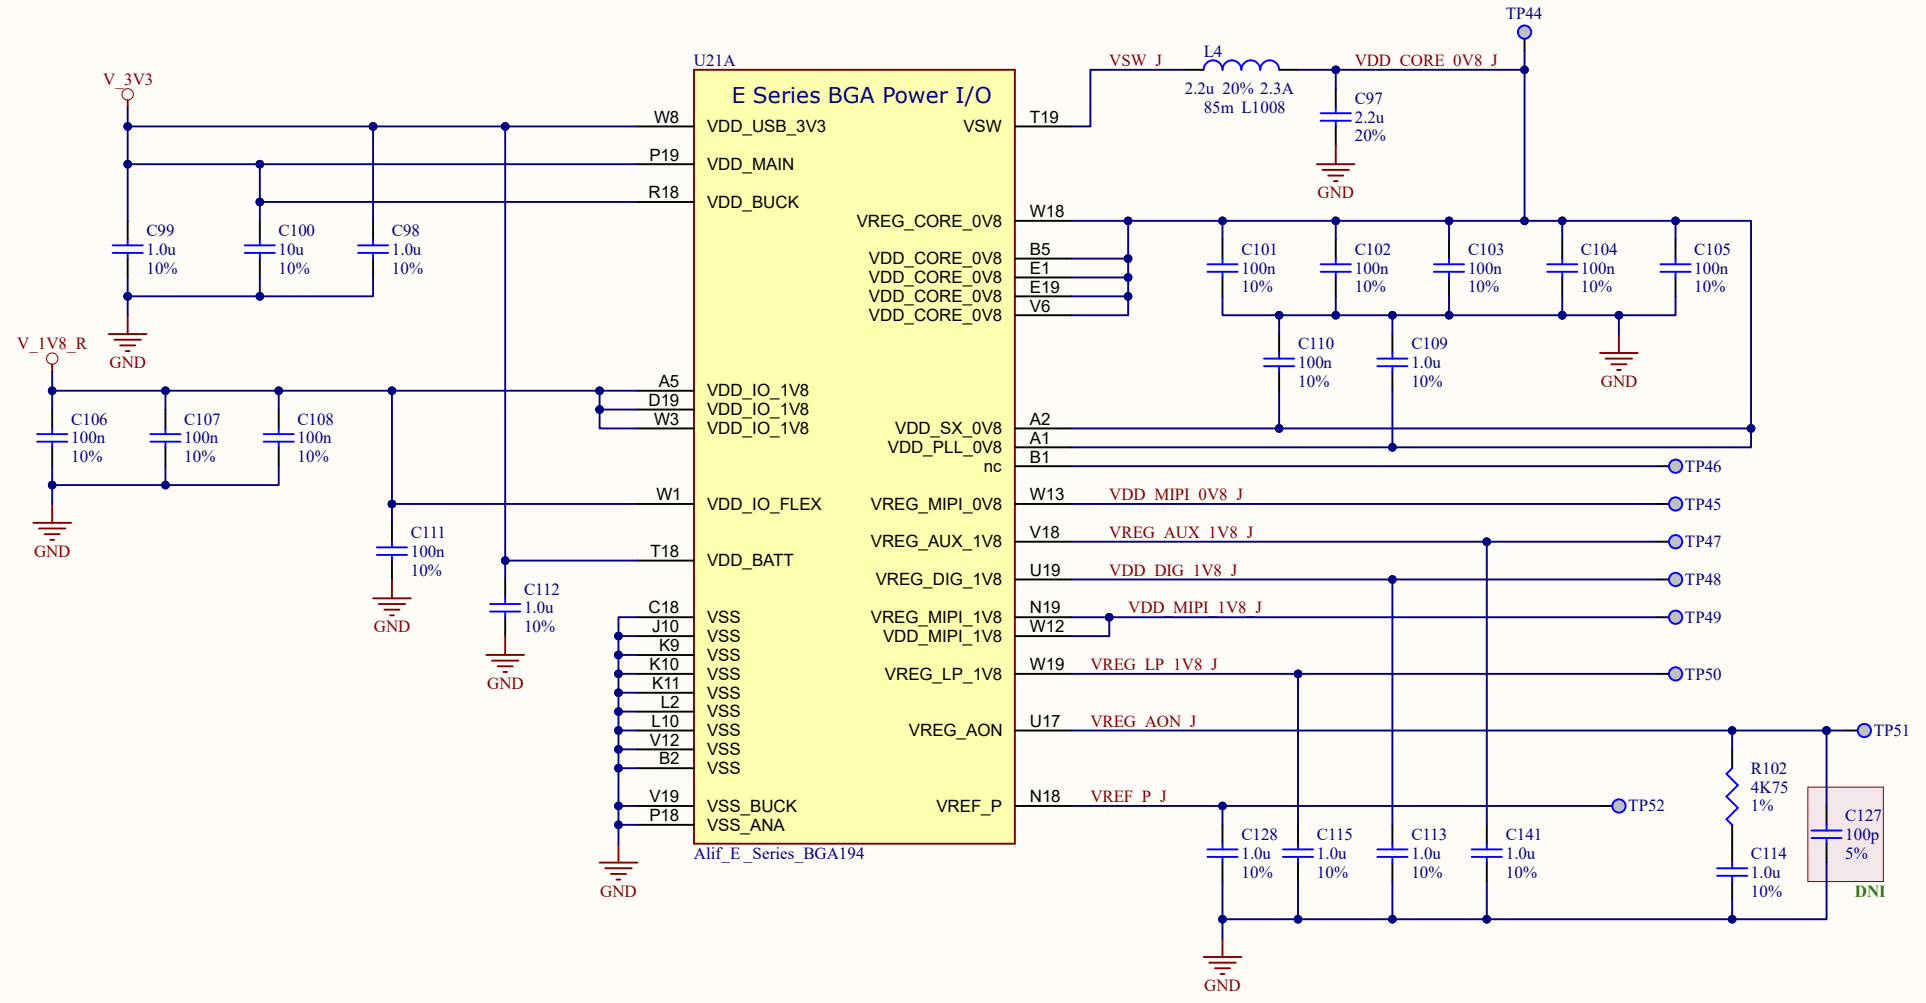 TP44
U21A
VSW_J
L4
VDD_CORE_0V8_J
V_3V3
2.2u 20% 2.3A
85m L1008
C97
2.2u
20%
GND
E Series BGA Power I/O
W8
VDD_USB_3V3
P19
VDD_MAIN
R18
VDD_BUCK
VSW
T19
C99
1.0u
10%
C100
10u
10%
C98
1.0u
10%
GND
VREG_CORE_0V8
W18
VDD_CORE_0V8
B5
VDD_CORE_0V8
E1
VDD_CORE_0V8
E19
VDD_CORE_0V8
V6
C101
100n
10%
C102
100n
10%
C103
100n
10%
C104
100n
10%
C105
100n
10%
C110
100n
10%
C109
1.0u
10%
GND
V_1V8_R
A5
VDD_IO_1V8
D19
VDD_IO_1V8
W3
VDD_IO_1V8
C106
100n
10%
C107
100n
10%
C108
100n
10%
GND
VDD_SX_0V8
A2
VDD_PLL_0V8
A1
nc
B1
TP46
W1
VDD_IO_FLEX
VREG_MIPI_0V8
W13
VDD_MIPI_0V8_J
TP45
C111
100n
10%
GND
VREG_AUX_1V8
V18
VREG_AUX_1V8_J
TP47
T18
VDD_BATT
VREG_DIG_1V8
U19
VDD_DIG_1V8_J
TP48
C112
1.0u
10%
GND
C18
VSS
J10
VSS
K9
VSS
K10
VSS
K11
VSS
L2
VSS
L10
VSS
V12
VSS
B2
VSS
V19
VSS_BUCK
P18
VSS_ANA
GND
VREG_MIPI_1V8
N19
VDD_MIPI_1V8_J
TP49
VDD_MIPI_1V8
W12
VREG_LP_1V8
W19
VREG_LP_1V8_J
TP50
VREG_AON
U17
VREG_AON_J
TP51
R102
4K75
1%
VREF_P
N18
VREF_P_J
TP52
C127
100p
5%
DNI
C128
1.0u
10%
C115
1.0u
10%
C113
1.0u
10%
C141
1.0u
10%
C114
1.0u
10%
Alif_E_Series_BGA194
GND